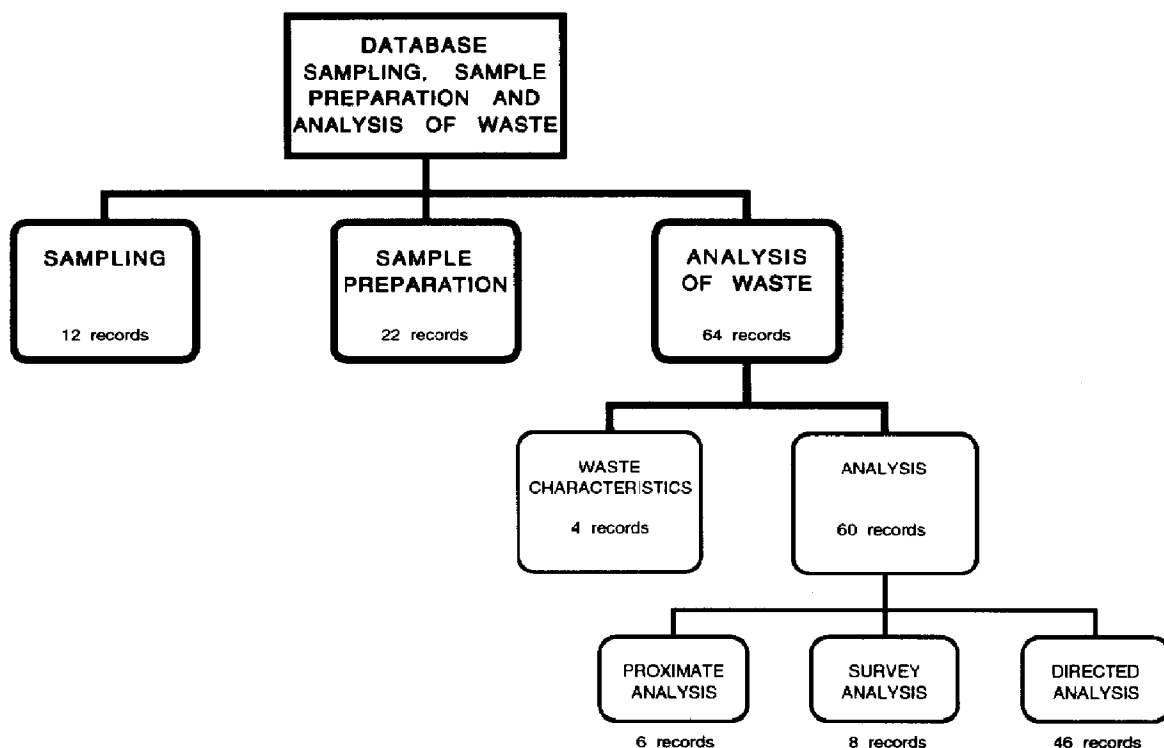 DATABASE
SAMPLING, SAMPLE
PREPARATION AND
ANALYSIS OF WASTE
SAMPLING
12 records
SAMPLE
PREPARATION
22 records
ANALYSIS
OF WASTE
64 records
WASTE
CHARACTERISTICS
4 records
ANALYSIS
60 records
PROXIMATE
ANALYSIS
6 records
SURVEY
ANALYSIS
8 records
DIRECTED
ANALYSIS
46 records